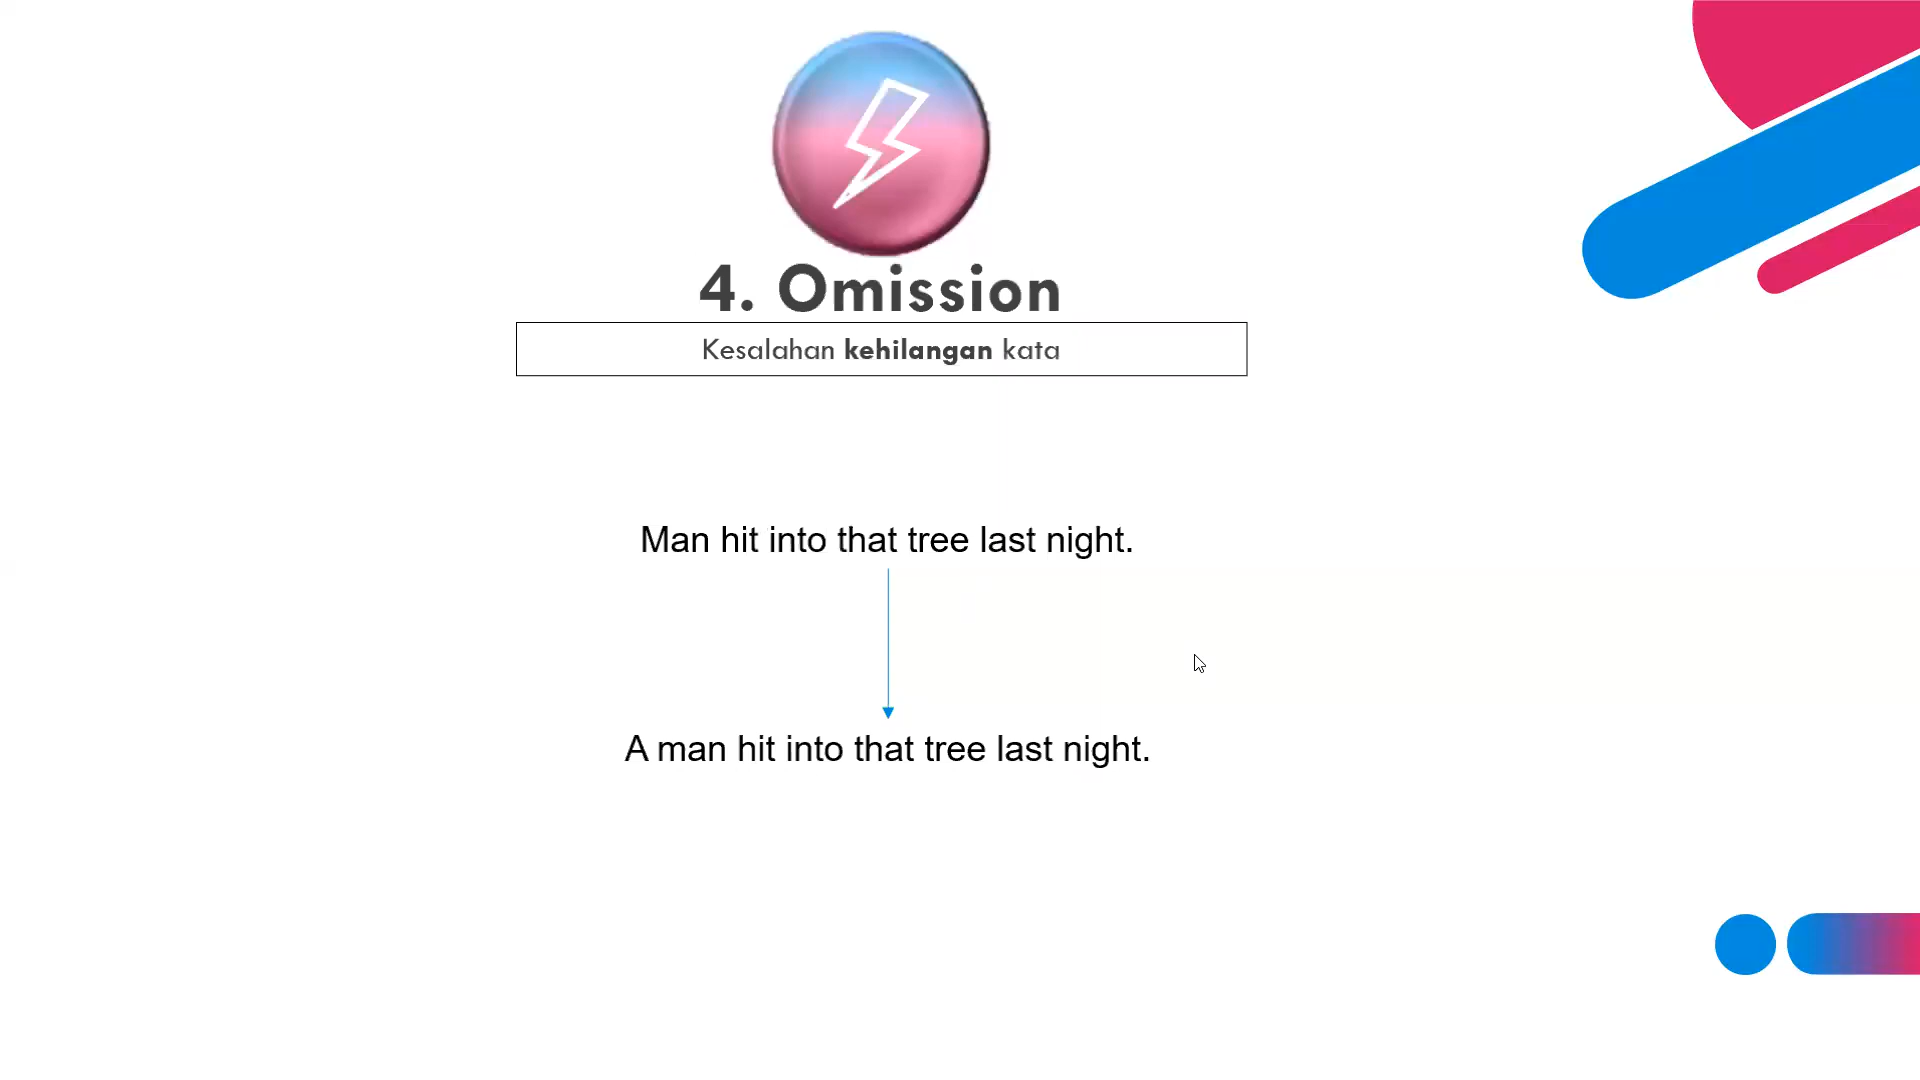 4. Omission
Kesalahan kehilangan kata
Man hit into that tree last night.
A man hit into that tree last night.